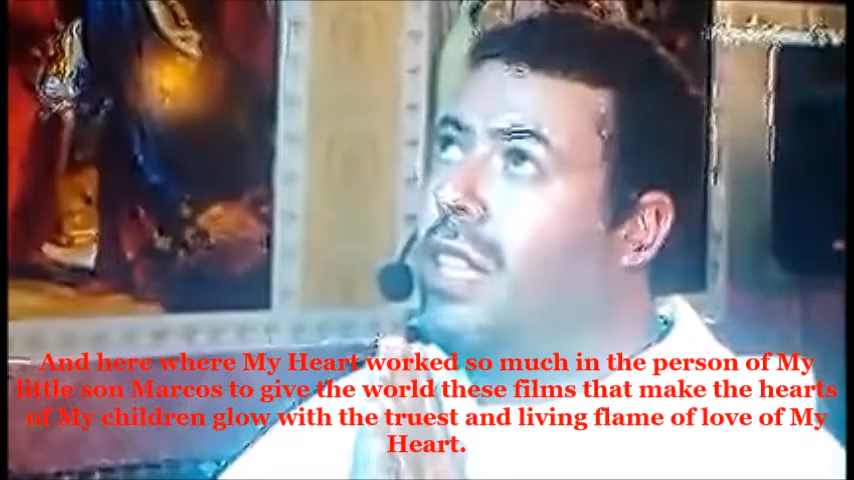 And here where My Heart worked so much in the person of My
little son Marcos to give the world these films that make the hearts
of My children glow with the truest and living flame of love of My
Heart.